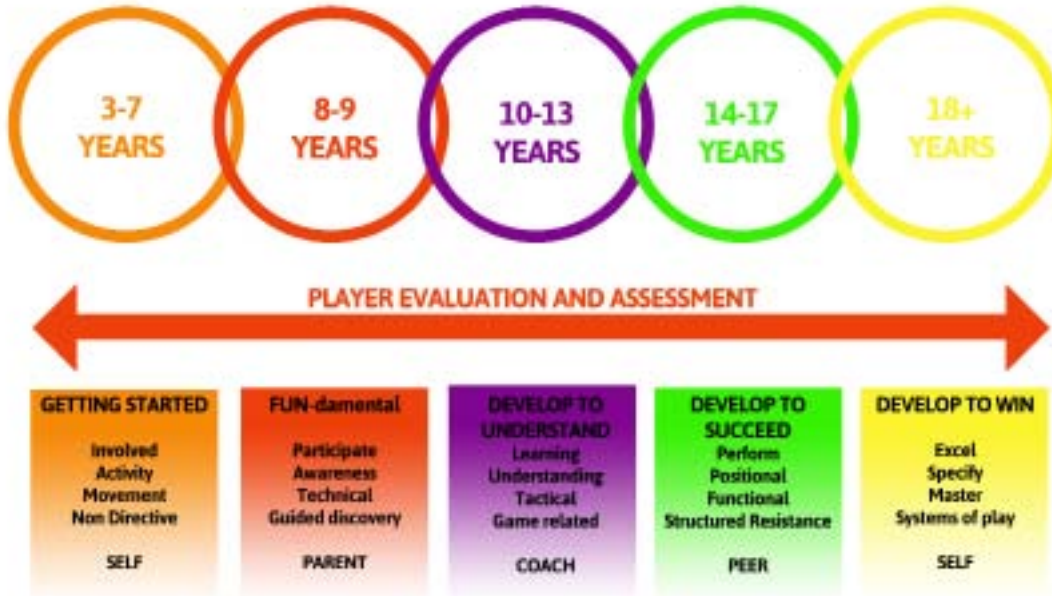 3-7
YEARS
8-9
YEARS
10-13
YEARS
14-17
YEARS
18+
YEARS
PLAYER EVALUATION AND ASSESSMENT
GETTING STARTED
Involved
Activity
Movement
Non Directive
SELF
FUN-damental
Participate
Awareness
Technical
Guided discovery
PARENT
DEVELOP TO
UNDERSTAND
Learning
Understanding
Tactical
Game related
COACH
DEVELOP TO
SUCCEED
Perform
Positional
Functional
Structured Resistance
PEER
DEVELOP TO WIN
Excel
Specify
Master
Systems of play
SELF